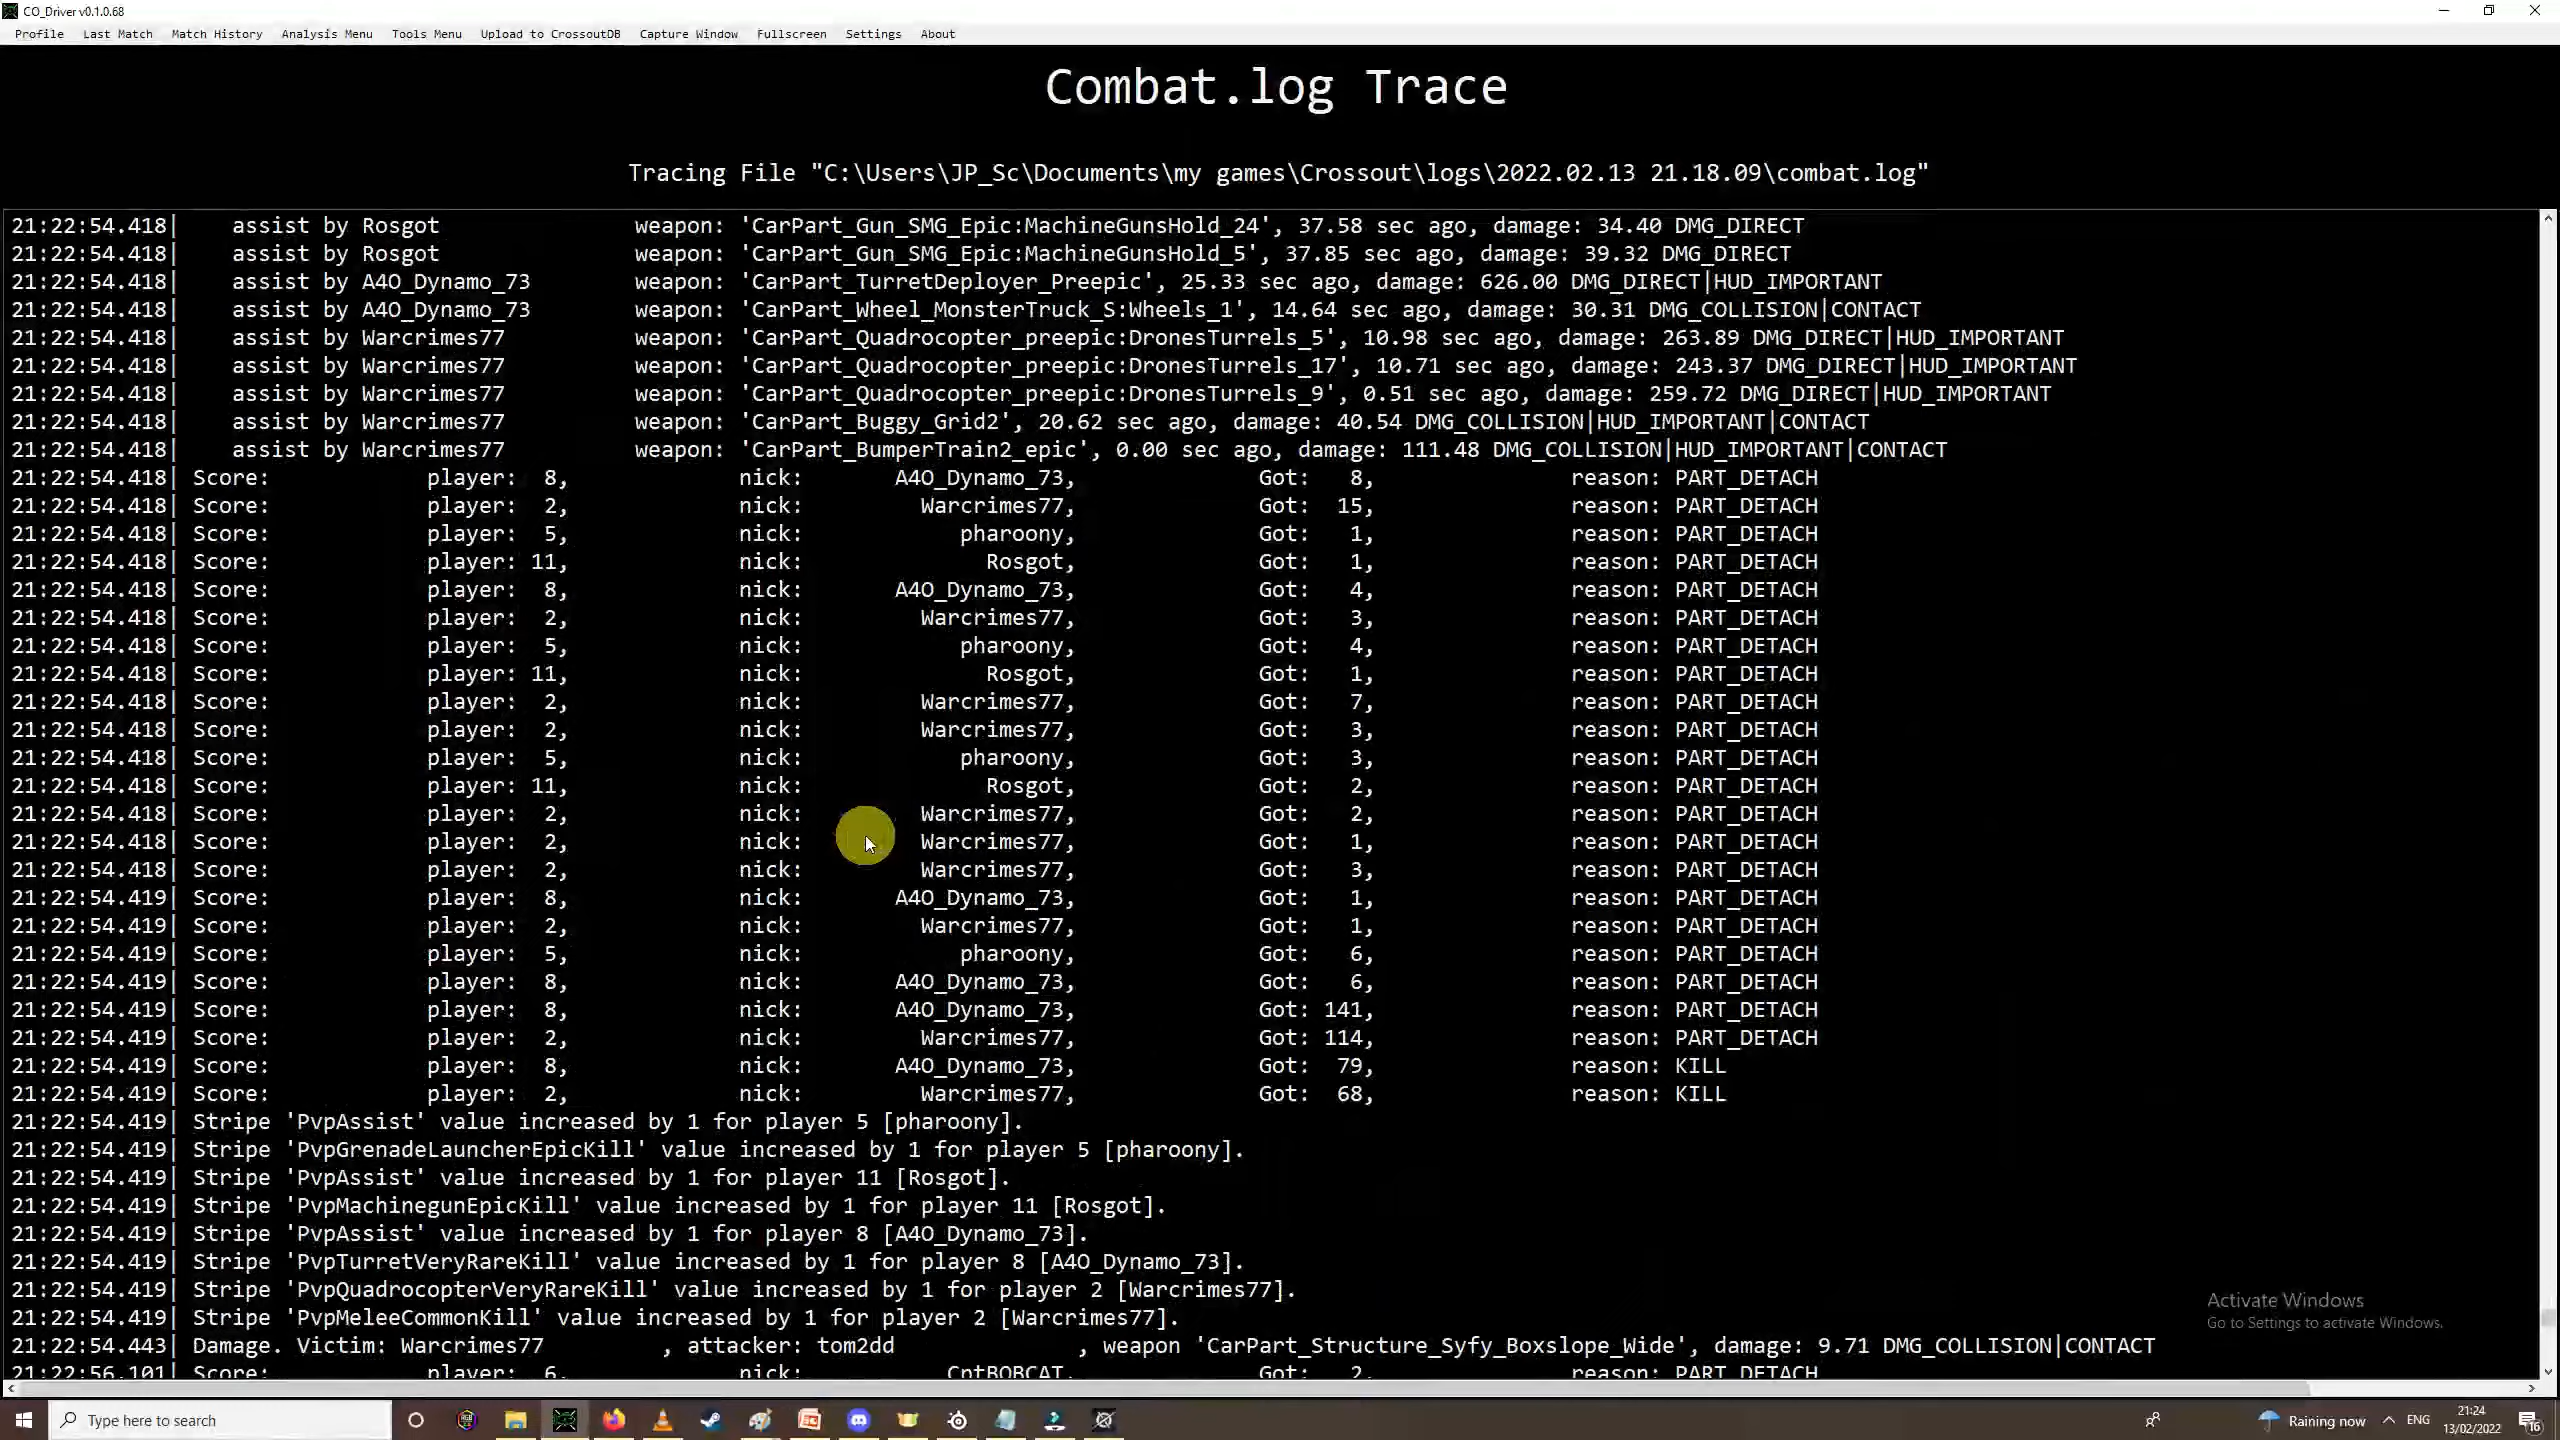 CO_Driver v0.1.0.68
Profile Last Match Match History Analysis Menu Tools Menu Upload to CrossoutDB Capture Window Fullscreen Settings About
Combat.log Trace
Tracing File "C:\Users\JP_Sc\Documents\my games\Crossout\logs\2022.02.13 21.18.09\combat.log"
21:22:54.418| assist by Rosgot weapon: 'CarPart_Gun_SMG_Epic:MachineGunsHold_24', 37.58 sec ago, damage: 34.40 DMG_DIRECT
21:22:54.418| assist by Rosgot weapon: 'CarPart_Gun_SMG_Epic:MachineGunsHold_5', 37.85 sec ago, damage: 39.32 DMG_DIRECT
21:22:54.418| assist by A4O_Dynamo_73 weapon: 'CarPart_TurretDeployer_Preepic', 25.33 sec ago, damage: 626.00 DMG_DIRECT|HUD_IMPORTANT
21:22:54.418| assist by A4O_Dynamo_73 weapon: 'CarPart_Wheel_MonsterTruck_S:Wheels_1', 14.64 sec ago, damage: 30.31 DMG_COLLISION|CONTACT
21:22:54.418| assist by Warcrimes77 weapon: 'CarPart_Quadrocopter_preepic:DronesTurrels_5', 10.98 sec ago, damage: 263.89 DMG_DIRECT|HUD_IMPORTANT
21:22:54.418| assist by Warcrimes77 weapon: 'CarPart_Quadrocopter_preepic:DronesTurrels_17', 10.71 sec ago, damage: 243.37 DMG_DIRECT|HUD_IMPORTANT
21:22:54.418| assist by Warcrimes77 weapon: 'CarPart_Quadrocopter_preepic:DronesTurrels_9', 0.51 sec ago, damage: 259.72 DMG_DIRECT|HUD_IMPORTANT
21:22:54.418| assist by Warcrimes77 weapon: 'CarPart_Buggy_Grid2', 20.62 sec ago, damage: 40.54 DMG_COLLISION|HUD_IMPORTANT|CONTACT
21:22:54.418| assist by Warcrimes77 weapon: 'CarPart_BumperTrain2_epic', 0.00 sec ago, damage: 111.48 DMG_COLLISION|HUD_IMPORTANT|CONTACT
21:22:54.418| Score: player: 8, nick: A4O_Dynamo_73, Got: 8, reason: PART_DETACH
21:22:54.418| Score: player: 2, nick: Warcrimes77, Got: 15, reason: PART_DETACH
21:22:54.418| Score: player: 5, nick: pharoony, Got: 1, reason: PART_DETACH
21:22:54.418| Score: player: 11, nick: Rosgot, Got: 1, reason: PART_DETACH
21:22:54.418| Score: player: 8, nick: A4O_Dynamo_73, Got: 4, reason: PART_DETACH
21:22:54.418| Score: player: 2, nick: Warcrimes77, Got: 3, reason: PART_DETACH
21:22:54.418| Score: player: 5, nick: pharoony, Got: 4, reason: PART_DETACH
21:22:54.418| Score: player: 11, nick: Rosgot, Got: 1, reason: PART_DETACH
21:22:54.418| Score: player: 2, nick: Warcrimes77, Got: 7, reason: PART_DETACH
21:22:54.418| Score: player: 2, nick: Warcrimes77, Got: 3, reason: PART_DETACH
21:22:54.418| Score: player: 5, nick: pharoony, Got: 3, reason: PART_DETACH
21:22:54.418| Score: player: 11, nick: Rosgot, Got: 2, reason: PART_DETACH
21:22:54.418| Score: player: 2, nick: Warcrimes77, Got: 2, reason: PART_DETACH
21:22:54.418| Score: player: 2, nick: Warcrimes77, Got: 1, reason: PART_DETACH
21:22:54.418| Score: player: 2, nick: Warcrimes77, Got: 3, reason: PART_DETACH
21:22:54.419| Score: player: 8, nick: A4O_Dynamo_73, Got: 1, reason: PART_DETACH
21:22:54.419| Score: player: 2, nick: Warcrimes77, Got: 1, reason: PART_DETACH
21:22:54.419| Score: player: 5, nick: pharoony, Got: 6, reason: PART_DETACH
21:22:54.419| Score: player: 8, nick: A4O_Dynamo_73, Got: 6, reason: PART_DETACH
21:22:54.419| Score: player: 8, nick: A4O_Dynamo_73, Got: 141, reason: PART_DETACH
21:22:54.419| Score: player: 2, nick: Warcrimes77, Got: 114, reason: PART_DETACH
21:22:54.419| Score: player: 8, nick: A4O_Dynamo_73, Got: 79, reason: KILL
21:22:54.419| Score: player: 2, nick: Warcrimes77, Got: 68, reason: KILL
21:22:54.419| Stripe 'PvpAssist' value increased by 1 for player 5 [pharoony].
21:22:54.419| Stripe 'PvpGrenadeLauncherEpicKill' value increased by 1 for player 5 [pharoony].
21:22:54.419| Stripe 'PvpAssist' value increased by 1 for player 11 [Rosgot].
21:22:54.419| Stripe 'PvpMachinegunEpicKill' value increased by 1 for player 11 [Rosgot].
21:22:54.419| Stripe 'PvpAssist' value increased by 1 for player 8 [A4O_Dynamo_73].
21:22:54.419| Stripe 'PvpTurretVeryRareKill' value increased by 1 for player 8 [A4O_Dynamo_73].
21:22:54.419| Stripe 'PvpQuadrocopterVeryRareKill' value increased by 1 for player 2 [Warcrimes77].
21:22:54.419| Stripe 'PvpMeleeCommonKill' value increased by 1 for player 2 [Warcrimes77].
21:22:54.443| Damage. Victim: Warcrimes77 , attacker: tom2dd , weapon 'CarPart_Structure_Syfy_Boxslope_Wide', damage: 9.71 DMG_COLLISION|CONTACT
21:22:56.101| Score: player: 6, nick: CptBOBCAT, Got: 2, reason: PART_DETACH
Activate Windows
Go to Settings to activate Windows.
Type here to search
Raining now
ENG
21:24
13/02/2022
16